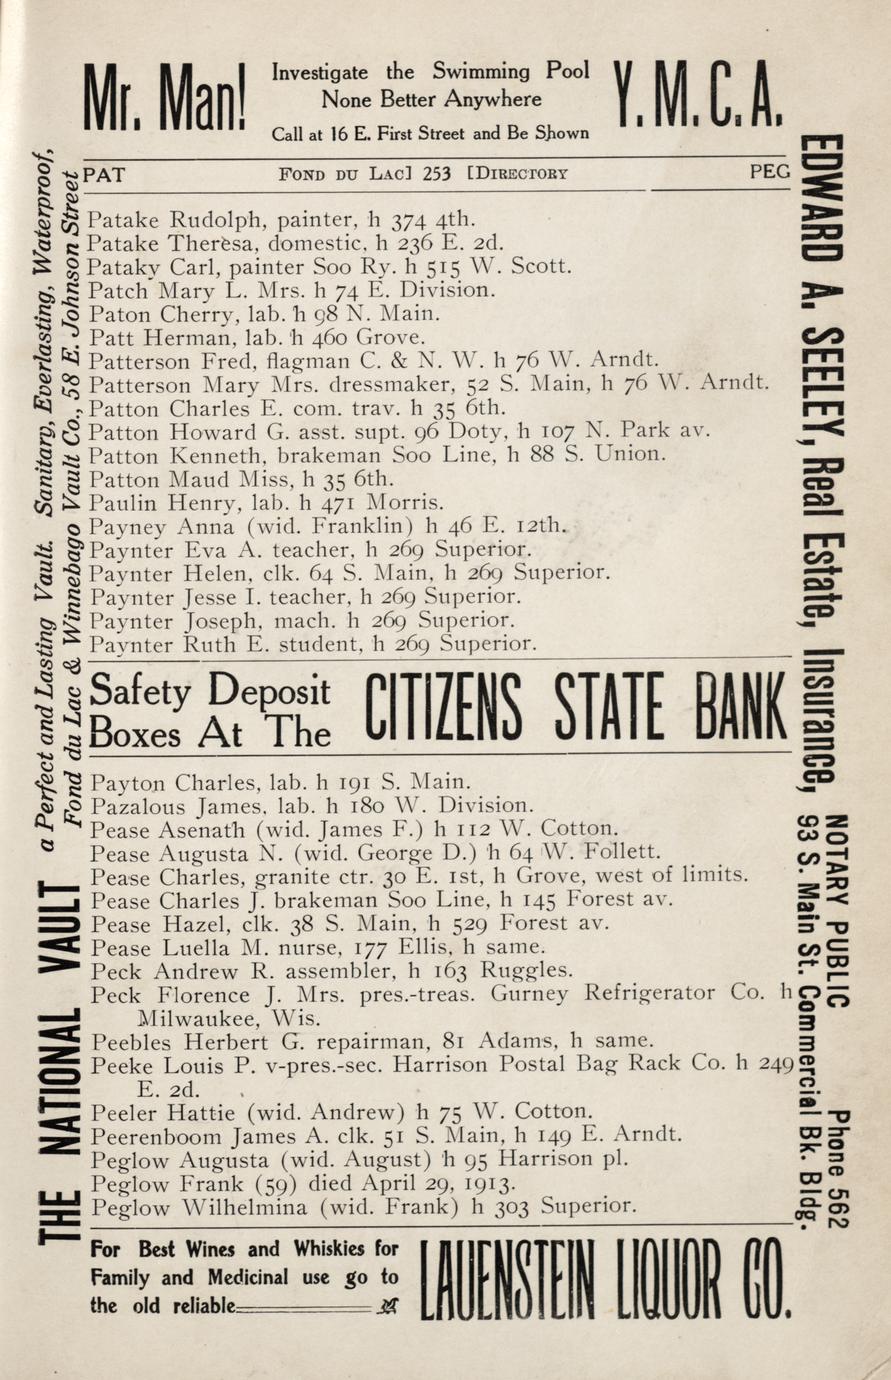 Mr. Man!
Investigate the Swimming Pool
None Better Anywhere
Call at 16 E. First Street and Be Shown
Y. M. C. A.
PAT FOND DU LAC] 253 [DIRECTORY PEG
Patake Rudolph, painter, h 374 4th.
Patake Theresa, domestic, h 236 E. 2d.
Pataky Carl, painter Soo Ry. h 515 W. Scott.
Patch Mary L. Mrs. h 74 E. Division.
Paton Cherry, lab. h 98 N. Main.
Patt Herman, lab. h 460 Grove.
Patterson Fred, flagman C. & N. W. h 76 W. Arndt.
Patterson Mary Mrs. dressmaker, 52 S. Main, h 76 W. Arndt.
Patton Charles E. com. trav. h 35 6th.
Patton Howard G. asst. supt. 96 Doty, h 107 N. Park av.
Patton Kenneth, brakeman Soo Line, h 88 S. Union.
Patton Maud Miss, h 35 6th.
Paulin Henry, lab. h 471 Morris.
Payney Anna (wid. Franklin) h 46 E. 12th.
Paynter Eva A. teacher, h 269 Superior.
Paynter Helen, clk. 64 S. Main, h 269 Superior.
Paynter Jesse I. teacher, h 269 Superior.
Paynter Joseph, mach. h 269 Superior.
Paynter Ruth E. student, h 269 Superior.
Safety Deposit
Boxes At The
CITIZENS STATE BANK
Payton Charles, lab. h 191 S. Main.
Pazalous James, lab. h 180 W. Division.
Pease Asenath (wid. James F.) h 112 W. Cotton.
Pease Augusta N. (wid. George D.) h 64 W. Follett.
Pease Charles, granite ctr. 30 E. 1st, h Grove, west of limits.
Pease Charles J. brakeman Soo Line, h 145 Forest av.
Pease Hazel, clk. 38 S. Main, h 529 Forest av.
Pease Luella M. nurse, 177 Ellis, h same.
Peck Andrew R. assembler, h 163 Ruggles.
Peck Florence J. Mrs. pres.-treas. Gurney Refrigerator Co. h
Milwaukee, Wis.
Peebles Herbert G. repairman, 81 Adams, h same.
Peeke Louis P. v-pres.-sec. Harrison Postal Bag Rack Co. h 249
E. 2d.
Peeler Hattie (wid. Andrew) h 75 W. Cotton.
Peerenboom James A. clk. 51 S. Main, h 149 E. Arndt.
Peglow Augusta (wid. August) h 95 Harrison pl.
Peglow Frank (59) died April 29, 1913.
Peglow Wilhelmina (wid. Frank) h 303 Superior.
For Best Wines and Whiskies for
Family and Medicinal use go to
the old reliable
LAUENSTEIN LIQUOR CO.
THE NATIONAL VAULT
a Perfect and Lasting Vault. Sanitary, Everlasting, Waterproof,
Fond du Lac & Winnebago Vault Co., 58 E. Johnson Street
EDWARD A. SEELEY, Real Estate, Insurance,
NOTARY PUBLIC Phone 562
93 S. Main St. Commercial Bk. Bldg.